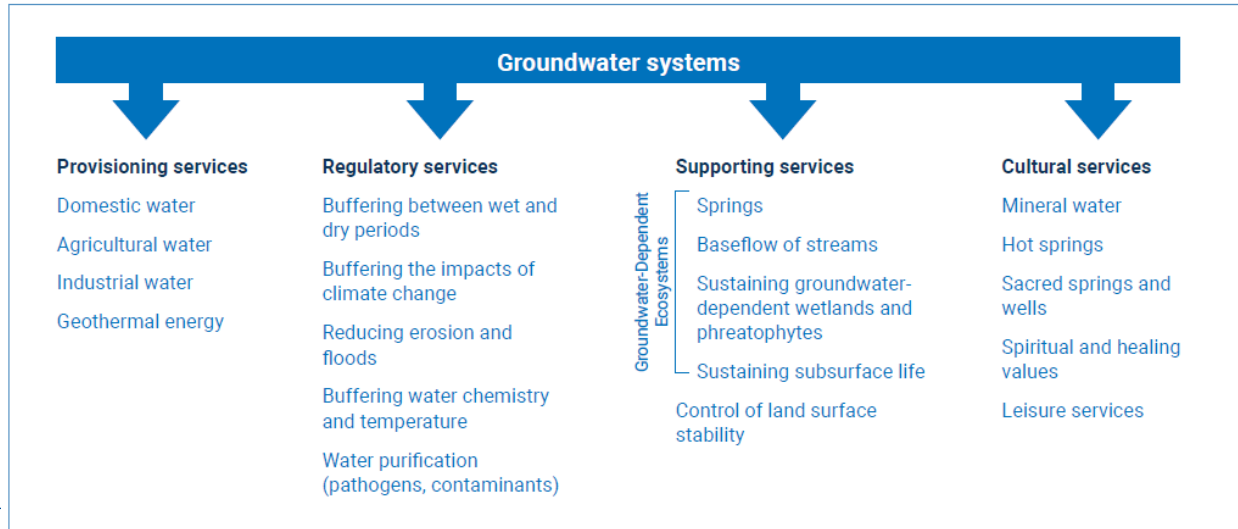 Groundwater systems
Provisioning services
Domestic water
Agricultural water
Industrial water
Geothermal energy
Regulatory services
Buffering between wet and
dry periods
Buffering the impacts of
climate change
Reducing erosion and
floods
Buffering water chemistry
and temperature
Water purification
(pathogens, contaminants)
Supporting services
Groundwater-Dependent
Ecosystems
Springs
Baseflow of streams
Sustaining groundwater-
dependent wetlands and
phreatophytes
Sustaining subsurface life
Control of land surface
stability
Cultural services
Mineral water
Hot springs
Sacred springs and
wells
Spiritual and healing
values
Leisure services